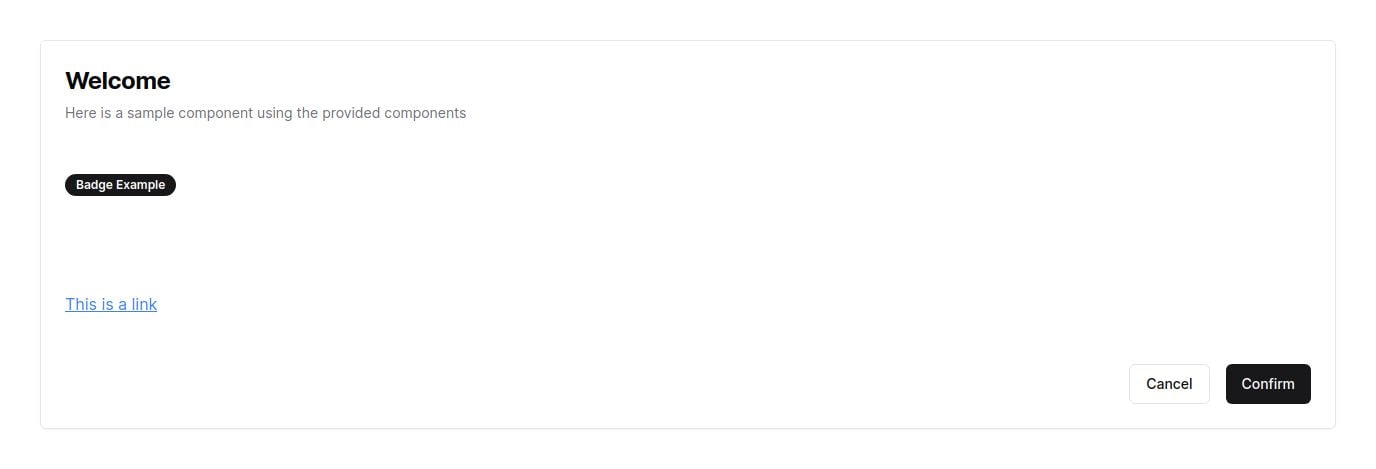 Welcome
Here is a sample component using the provided components
Badge Example
This is a link
Cancel
Confirm